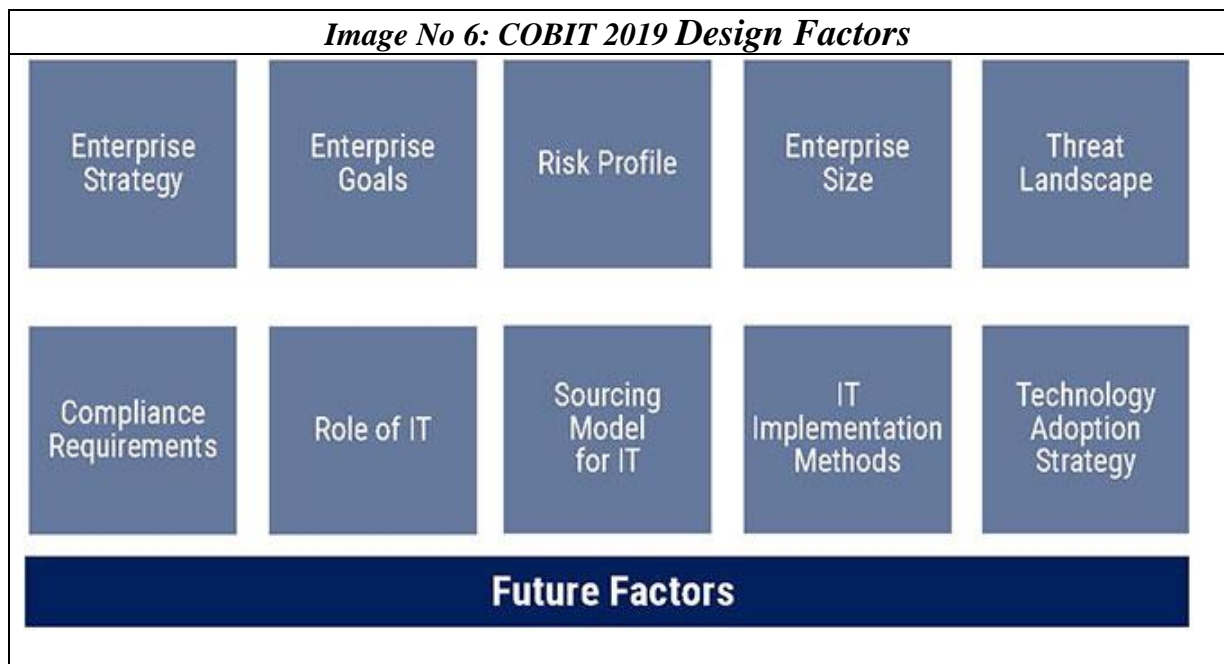 Image No 6: COBIT 2019 Design Factors
Enterprise
Strategy
Enterprise
Goals
Risk Profile
Enterprise
Size
Threat
Landscape
Compliance
Requirements
Role of IT
Sourcing
Model
for IT
IT
Implementation
Methods
Technology
Adoption
Strategy
Future Factors